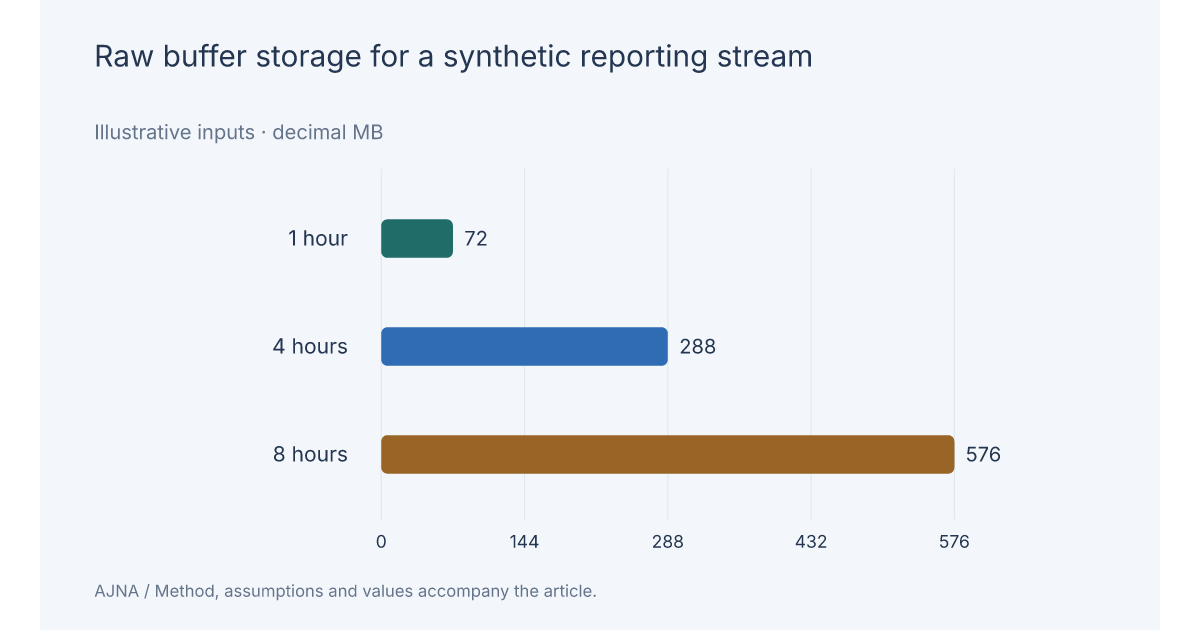 Raw buffer storage for a synthetic reporting stream
Illustrative inputs · decimal MB
1 hour 72
4 hours 288
8 hours 576
0 144 288 432 576
AJNA / Method, assumptions and values accompany the article.